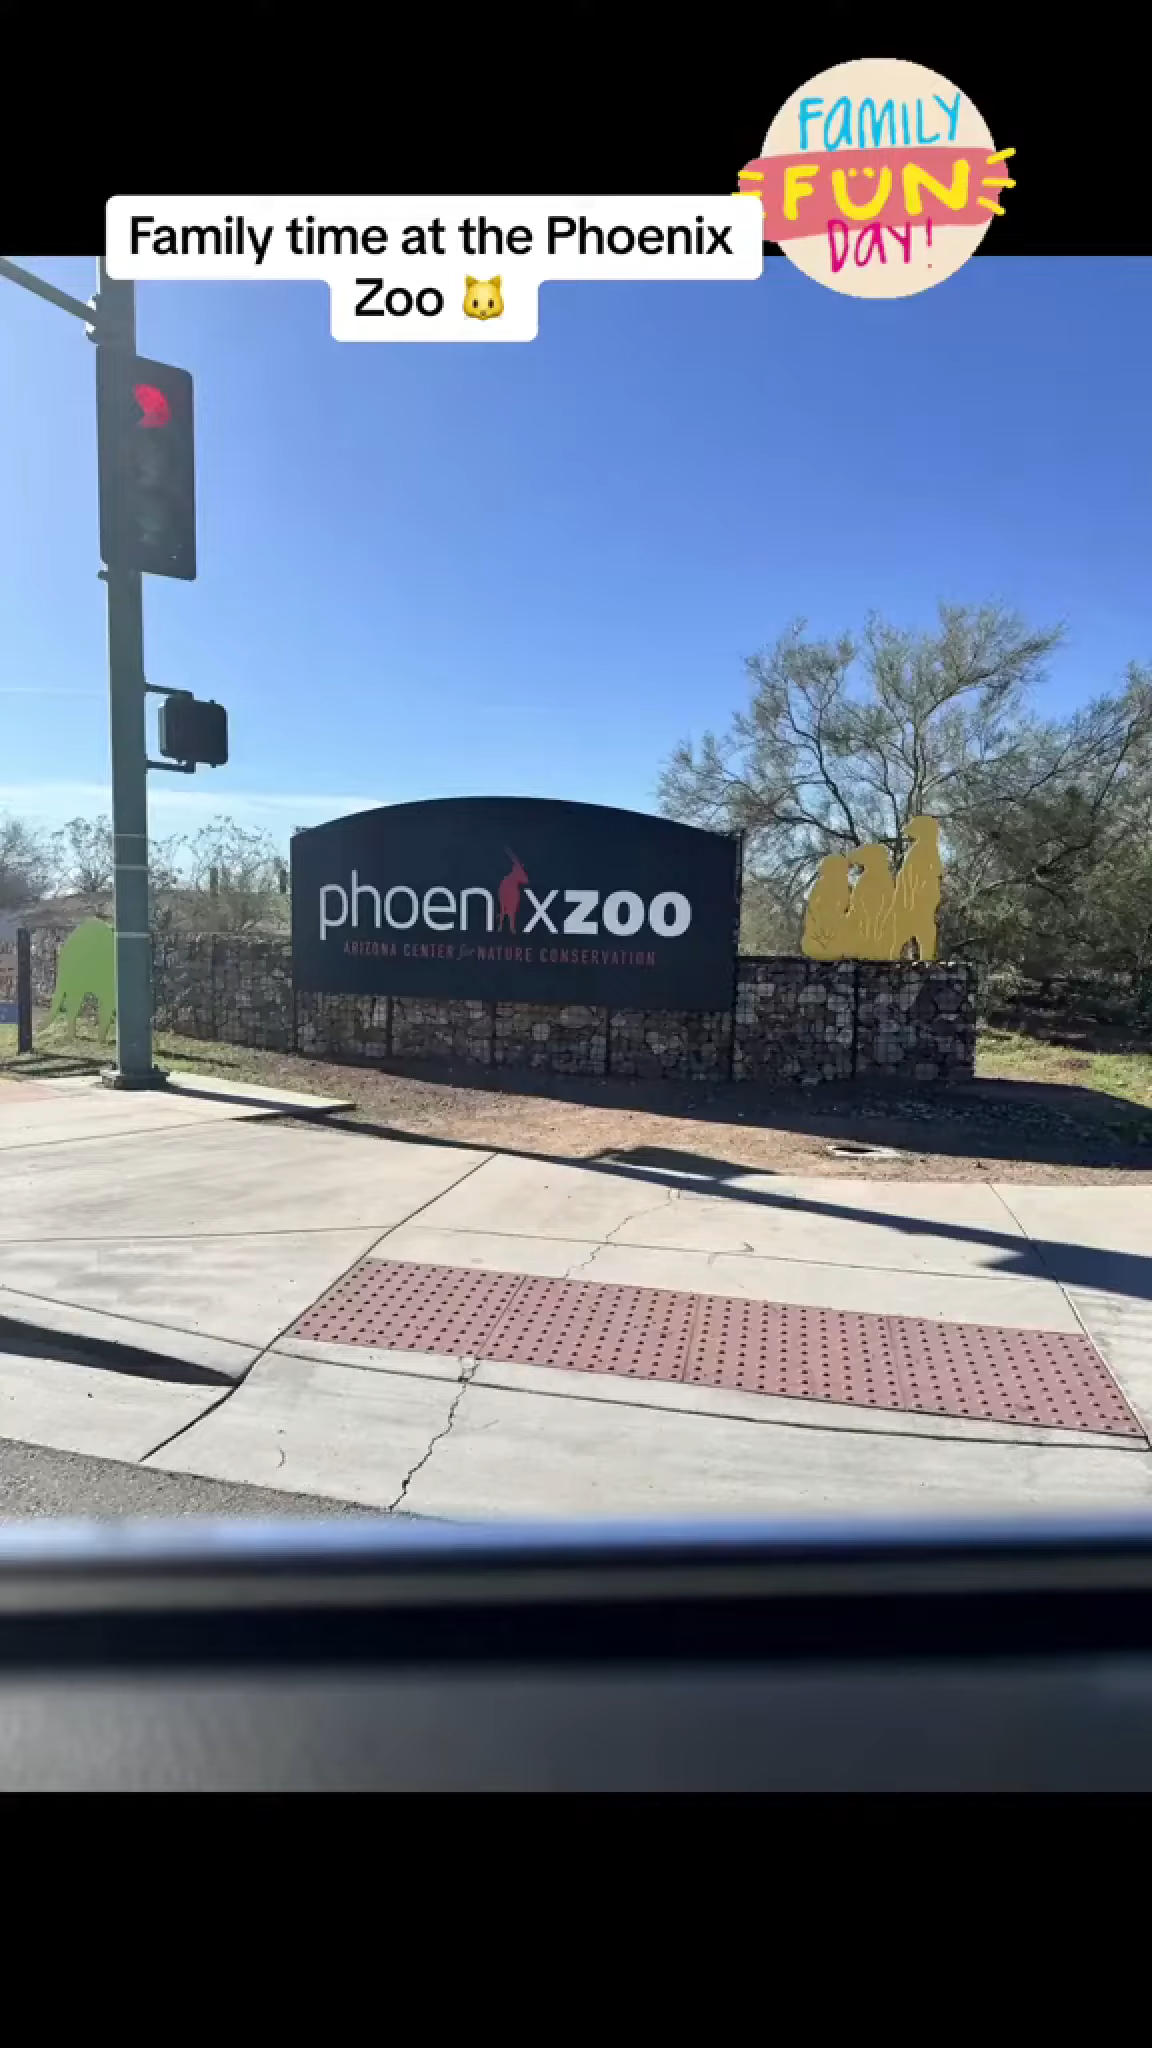 FAMILY
FUN
DAY!
Family time at the Phoenix
Zoo 🐱
phoenixzoo
ARIZONA CENTER for NATURE CONSERVATION